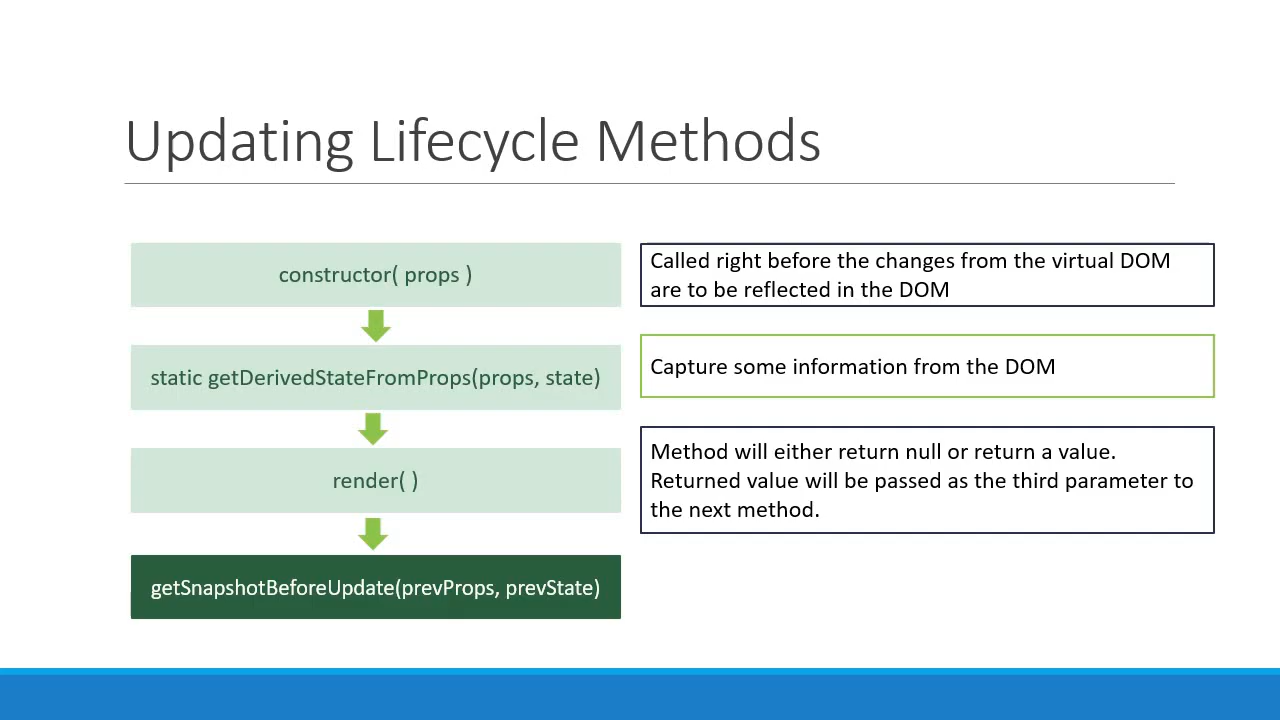 Updating Lifecycle Methods
constructor( props )
static getDerivedStateFromProps(props, state)
render( )
getSnapshotBeforeUpdate(prevProps, prevState)
Called right before the changes from the virtual DOM
are to be reflected in the DOM
Capture some information from the DOM
Method will either return null or return a value.
Returned value will be passed as the third parameter to
the next method.